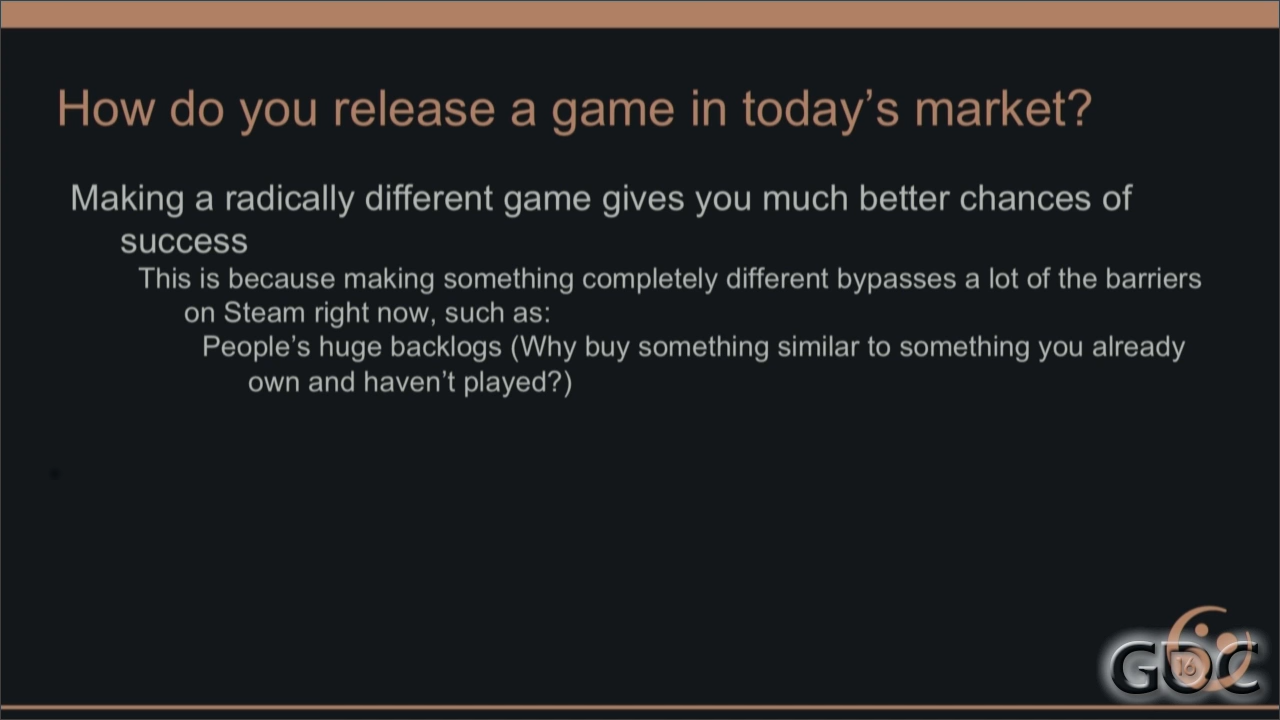 How do you release a game in today’s market?
Making a radically different game gives you much better chances of
success
This is because making something completely different bypasses a lot of the barriers
on Steam right now, such as:
People’s huge backlogs (Why buy something similar to something you already
own and haven’t played?)
GDC
16